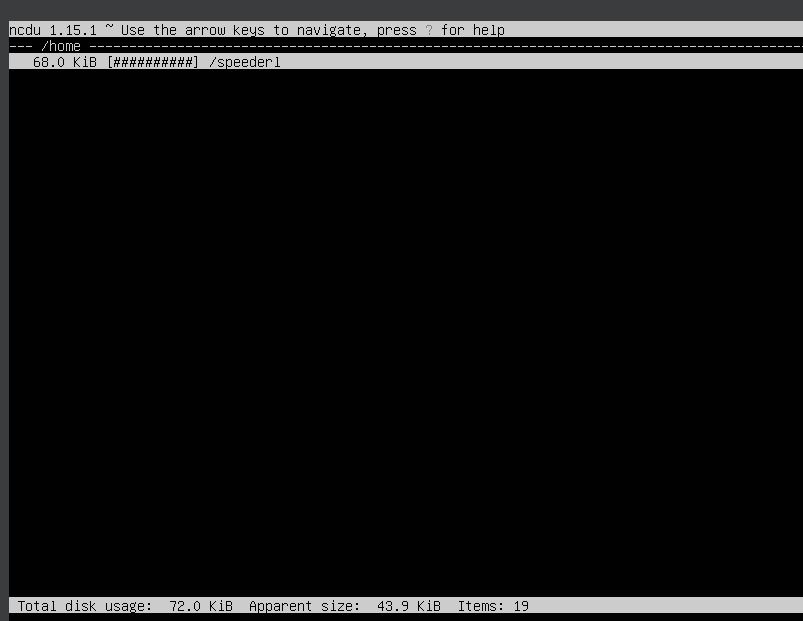 ncdu 1.15.1 ~ Use the arrow keys to navigate, press ? for help
--- /home ----------------------------------------------------------------------------------------
68.0 KiB [##########] /speederl
Total disk usage: 72.0 KiB Apparent size: 43.9 KiB Items: 19